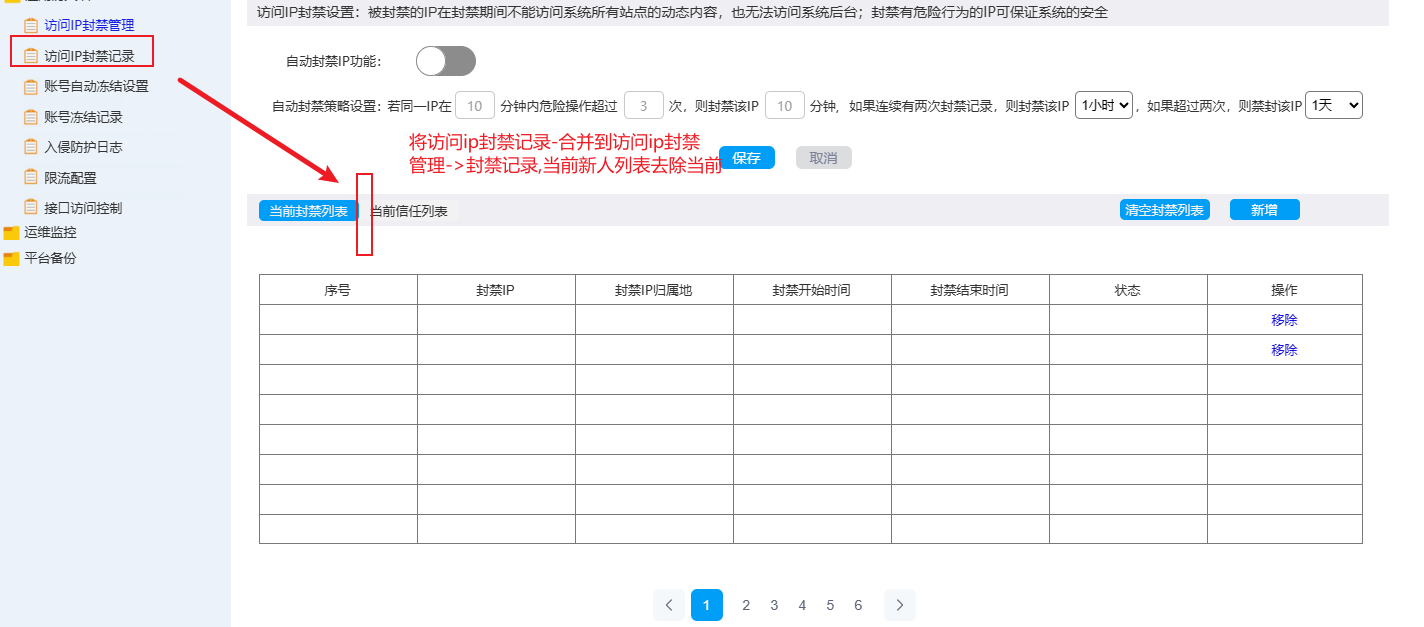 访问IP封禁管理
访问IP封禁记录
账号自动冻结设置
账号冻结记录
入侵防护日志
限流配置
接口访问控制
运维监控
平台备份
访问IP封禁设置：被封禁的IP在封禁期间不能访问系统所有站点的动态内容，也无法访问系统后台；封禁有危险行为的IP可保证系统的安全
自动封禁IP功能：
自动封禁策略设置：若同一IP在 10 分钟内危险操作超过 3 次，则封禁该IP 10 分钟，如果连续有两次封禁记录，则封禁该IP 1小时 ，如果超过两次，则禁封该IP 1天
将访问ip封禁记录-合并到访问ip封禁
管理->封禁记录,当前新人列表去除当前
保存 取消
当前封禁列表 当前信任列表 清空封禁列表 新增
序号 封禁IP 封禁IP归属地 封禁开始时间 封禁结束时间 状态 操作
移除
移除
1 2 3 4 5 6